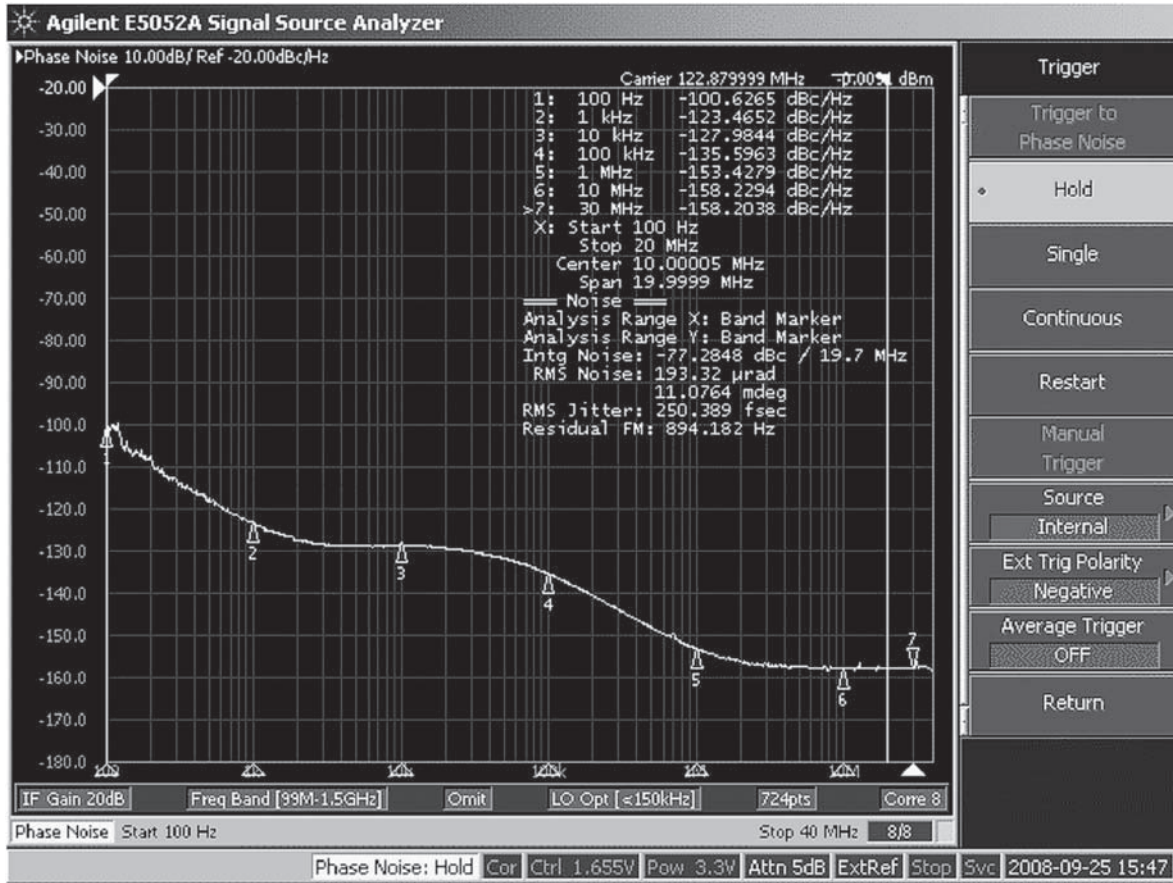 Agilent E5052A Signal Source Analyzer
Phase Noise 10.00dB/ Ref -20.00dBc/Hz
Carrier 122.879999 MHz dBm
1: 100 Hz -100.6265 dBc/Hz
2: 1 kHz -123.4652 dBc/Hz
3: 10 kHz -127.9844 dBc/Hz
4: 100 kHz -135.5963 dBc/Hz
5: 1 MHz -153.4279 dBc/Hz
6: 10 MHz -158.2294 dBc/Hz
>7: 30 MHz -158.2038 dBc/Hz
X: Start 100 Hz
Stop 20 MHz
Center 10.00005 MHz
Span 19.9999 MHz
Noise
Analysis Range X: Band Marker
Analysis Range Y: Band Marker
Intg Noise: -77.2848 dBc / 19.7 MHz
RMS Noise: 193.32 µrad
11.0764 mdeg
RMS Jitter: 250.389 fsec
Residual FM: 894.182 Hz
-20.00
-30.00
-40.00
-50.00
-60.00
-70.00
-80.00
-90.00
-100.0
-110.0
-120.0
-130.0
-140.0
-150.0
-160.0
-170.0
-180.0
1
2
3
4
5
6
7
100k
10M
IF Gain 20dB
Freq Band [99M-1.5GHz]
Omit
LO Opt [<150kHz]
724pts
Corre 8
Phase Noise Start 100 Hz
Stop 40 MHz
8/8
Phase Noise: Hold
Cor
Ctrl 1.655V
Pow 3.3V
Attn 5dB
ExtRef
Stop
Svc
2008-09-25 15:47
Trigger
Trigger to
Phase Noise
Hold
Single
Continuous
Restart
Manual
Trigger
Source
Internal
Ext Trig Polarity
Negative
Average Trigger
OFF
Return